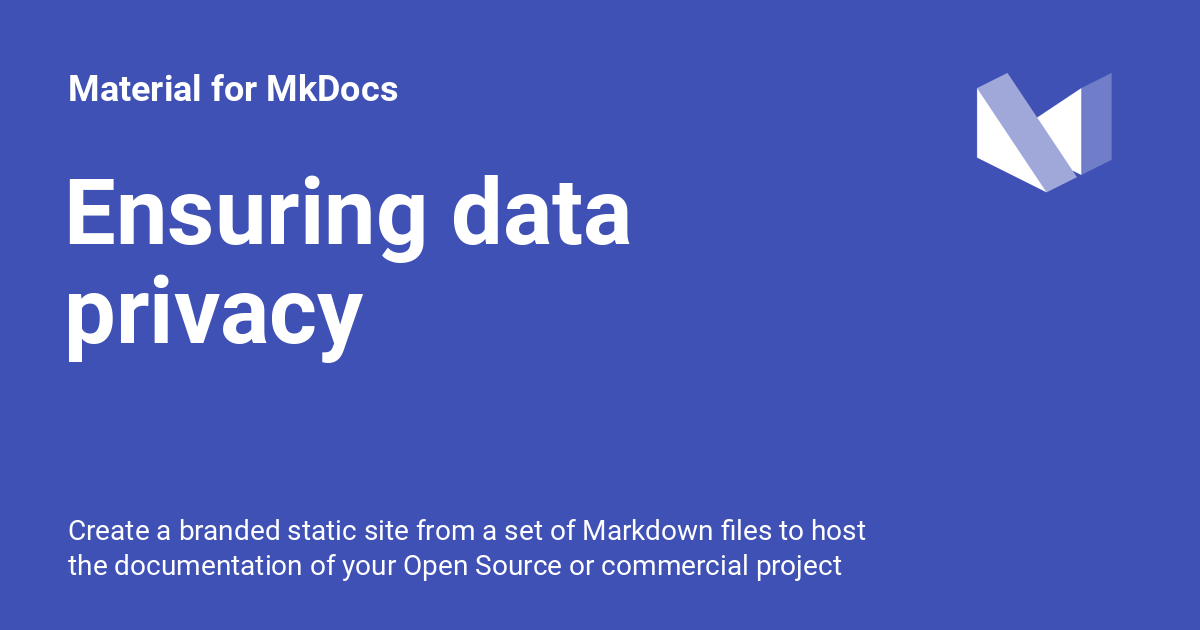 Material for MkDocs
Ensuring data
privacy
Create a branded static site from a set of Markdown files to host
the documentation of your Open Source or commercial project